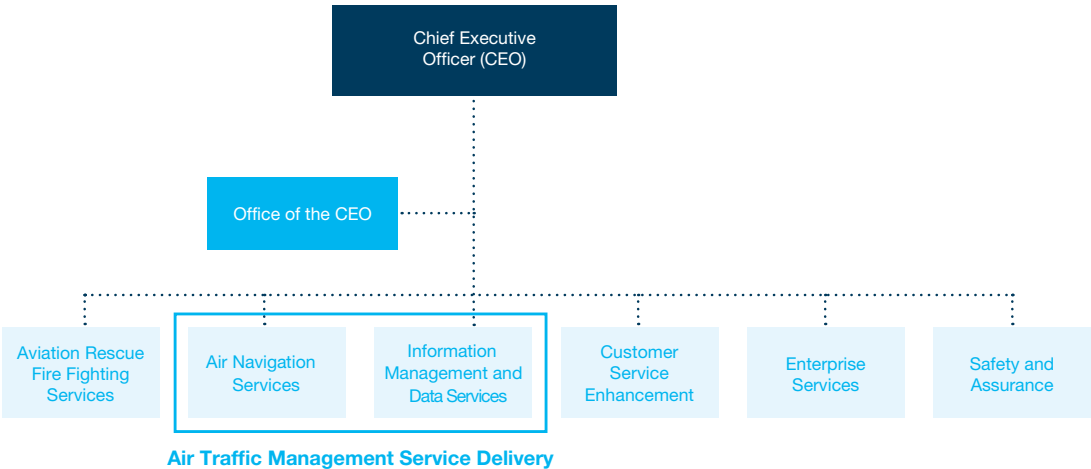 Chief Executive
Officer (CEO)
Office of the CEO
Aviation Rescue
Fire Fighting
Services
Air Navigation
Services
Information
Management and
Data Services
Customer
Service
Enhancement
Enterprise
Services
Safety and
Assurance
Air Traffic Management Service Delivery